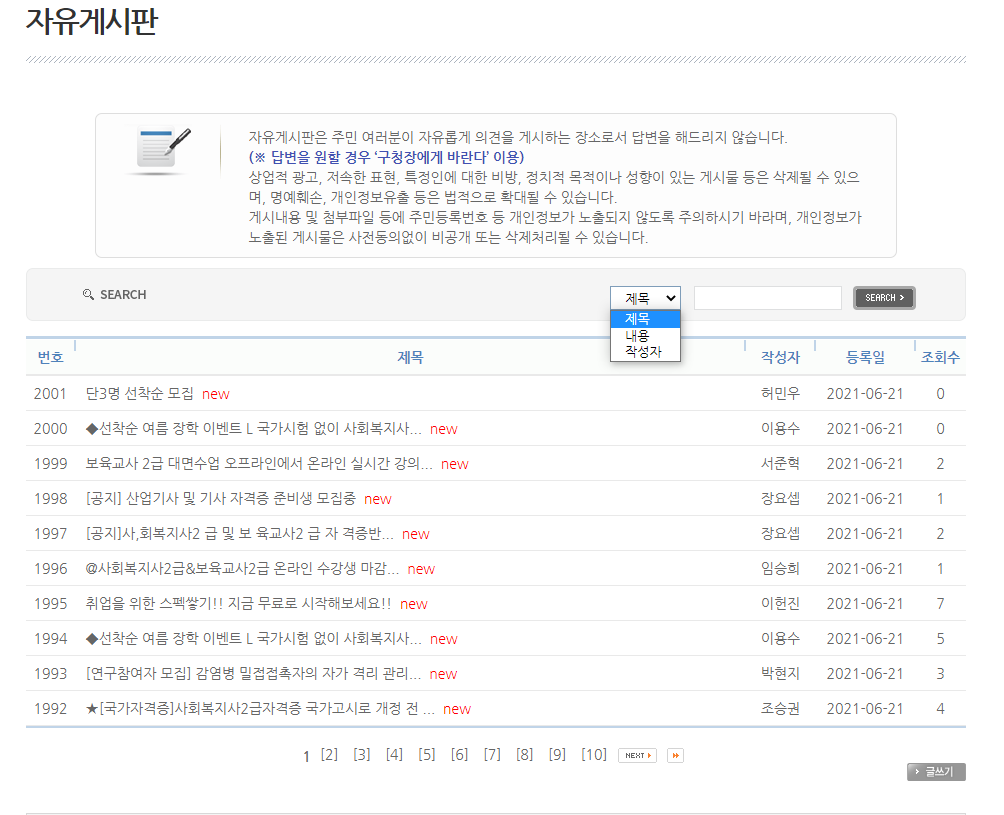 자유게시판
자유게시판은 주민 여러분이 자유롭게 의견을 게시하는 장소로서 답변을 해드리지 않습니다.
(※ 답변을 원할 경우 '구청장에게 바란다' 이용)
상업적 광고, 저속한 표현, 특정인에 대한 비방, 정치적 목적이나 성향이 있는 게시물 등은 삭제될 수 있으
며, 명예훼손, 개인정보유출 등은 법적으로 확대될 수 있습니다.
게시내용 및 첨부파일 등에 주민등록번호 등 개인정보가 노출되지 않도록 주의하시기 바라며, 개인정보가
노출된 게시물은 사전동의없이 비공개 또는 삭제처리될 수 있습니다.
SEARCH 제목 SEARCH
제목
내용
작성자
번호 제목 작성자 등록일 조회수
2001 단3명 선착순 모집 new 허민우 2021-06-21 0
2000 ◆선착순 여름 장학 이벤트 L 국가시험 없이 사회복지사... new 이용수 2021-06-21 0
1999 보육교사 2급 대면수업 오프라인에서 온라인 실시간 강의... new 서준혁 2021-06-21 2
1998 [공지] 산업기사 및 기사 자격증 준비생 모집중 new 장요셉 2021-06-21 1
1997 [공지]사,회복지사2 급 및 보 육교사2 급 자 격증반... new 장요셉 2021-06-21 2
1996 @사회복지사2급&보육교사2급 온라인 수강생 마감... new 임승희 2021-06-21 1
1995 취업을 위한 스펙쌓기!! 지금 무료로 시작해보세요!! new 이헌진 2021-06-21 7
1994 ◆선착순 여름 장학 이벤트 L 국가시험 없이 사회복지사... new 이용수 2021-06-21 5
1993 [연구참여자 모집] 감염병 밀접접촉자의 자가 격리 관리... new 박현지 2021-06-21 3
1992 ★[국가자격증]사회복지사2급자격증 국가고시로 개정 전 ... new 조승권 2021-06-21 4
1 [2] [3] [4] [5] [6] [7] [8] [9] [10] NEXT
글쓰기